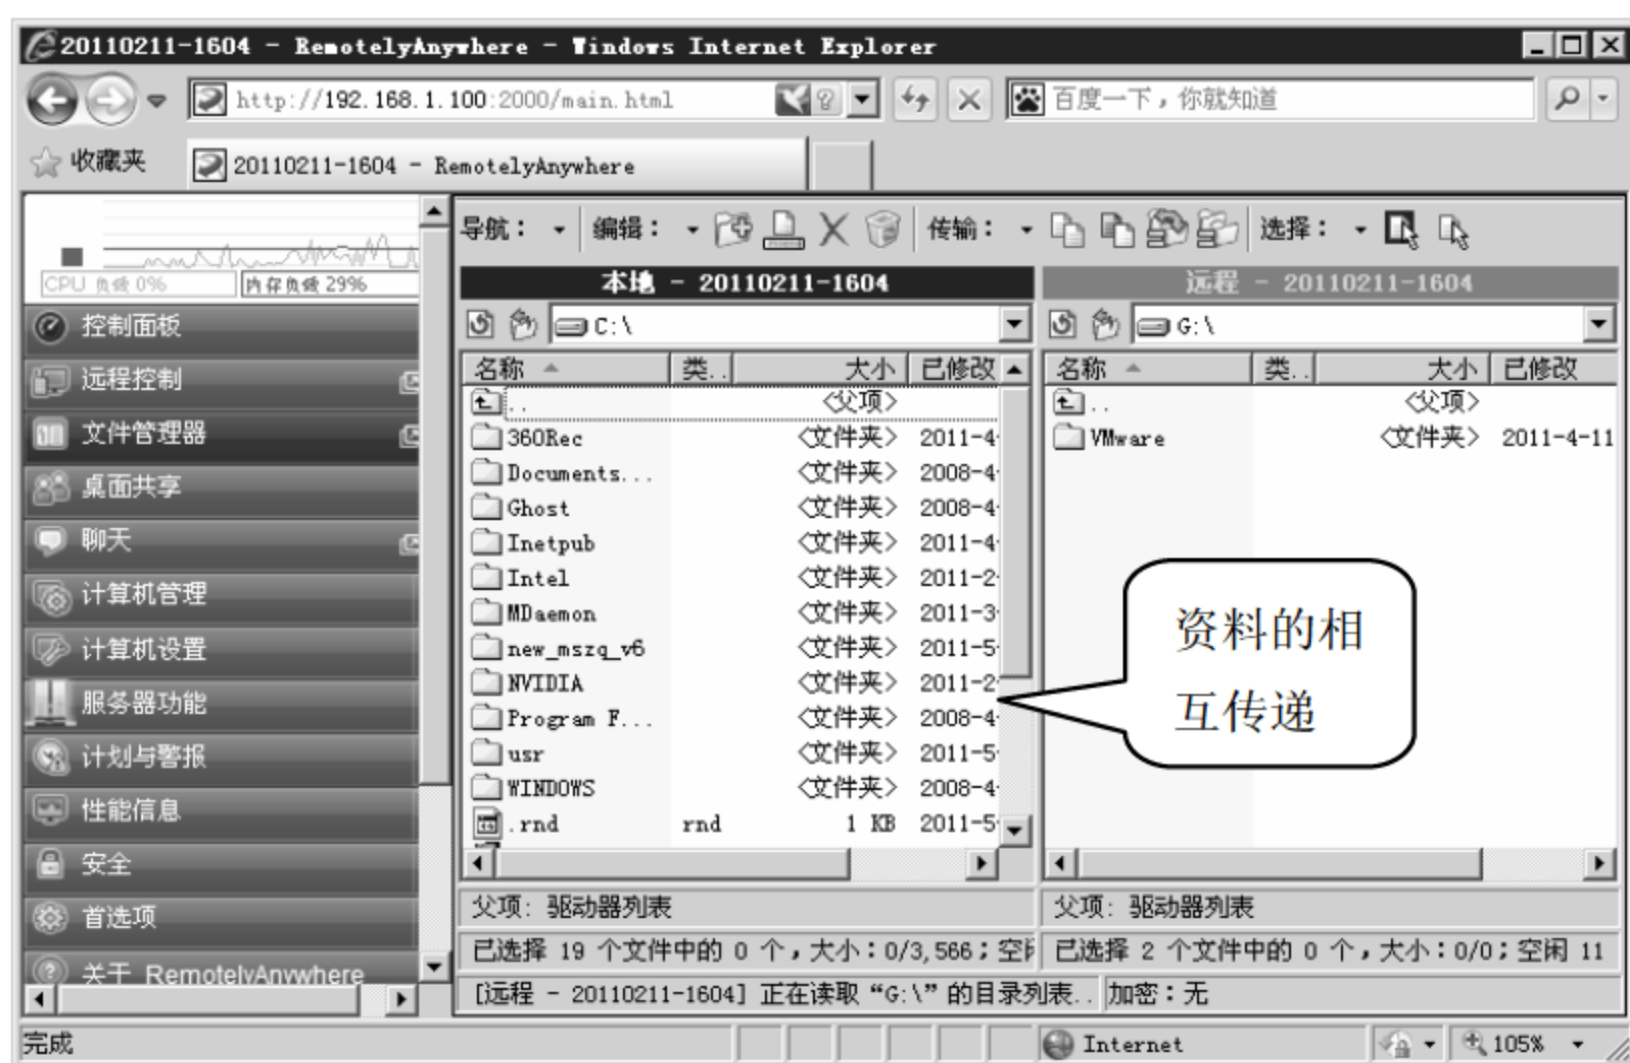 20110211-1604 - RemotelyAnywhere - Windows Internet Explorer
http://192.168.1.100:2000/main.html
百度一下，你就知道
收藏夹
20110211-1604 - RemotelyAnywhere
CPU 负载 0%
内存负载 29%
控制面板
远程控制
文件管理器
桌面共享
聊天
计算机管理
计算机设置
服务器功能
计划与警报
性能信息
安全
首选项
关于 RemotelyAnywhere
导航： 编辑： 传输： 选择：
本地 - 20110211-1604
C:\
名称 类.. 大小 已修改
.. <父项>
360Rec <文件夹> 2011-4-
Documents... <文件夹> 2008-4-
Ghost <文件夹> 2008-4-
Inetpub <文件夹> 2011-4-
Intel <文件夹> 2011-2-
MDaemon <文件夹> 2011-3-
new_mszq_v6 <文件夹> 2011-5-
NVIDIA <文件夹> 2011-2-
Program F... <文件夹> 2008-4-
usr <文件夹> 2011-5-
WINDOWS <文件夹> 2008-4-
.rnd rnd 1 KB 2011-5-
父项: 驱动器列表
已选择 19 个文件中的 0 个，大小：0/3,566；空闲
远程 - 20110211-1604
G:\
名称 类.. 大小 已修改
.. <父项>
VMware <文件夹> 2011-4-11
资料的相
互传递
父项: 驱动器列表
已选择 2 个文件中的 0 个，大小：0/0；空闲 11
[远程 - 20110211-1604] 正在读取“G:\”的目录列表..
加密：无
完成
Internet
105%